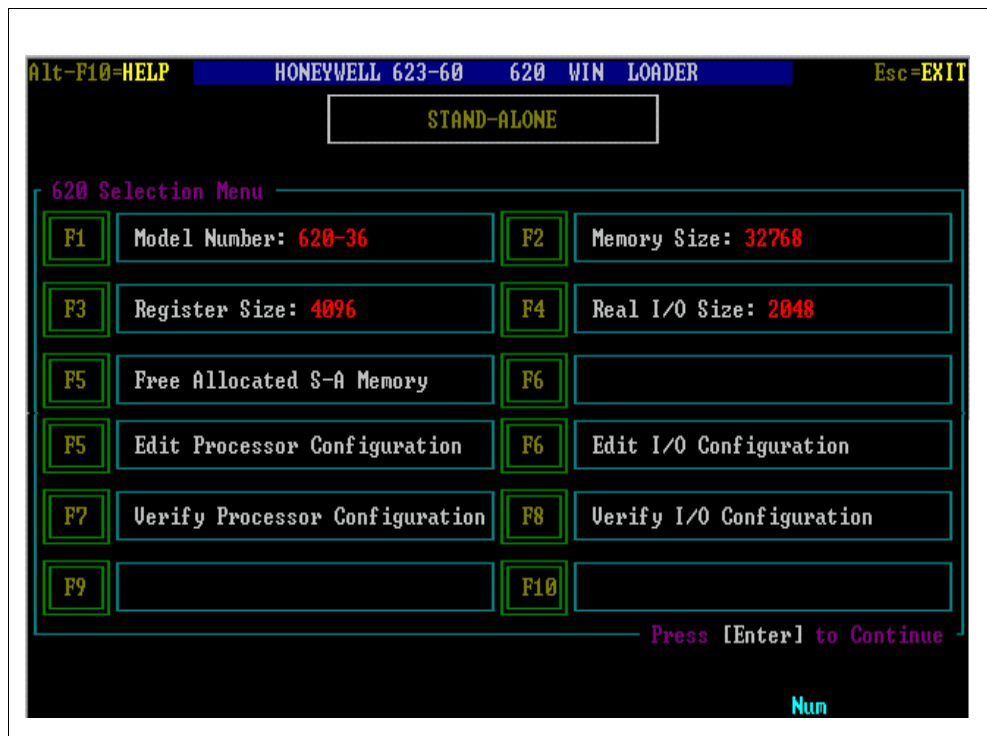 Alt-F10=HELP HONEYWELL 623-60 620 WIN LOADER Esc=EXIT
STAND-ALONE
620 Selection Menu
F1 Model Number: 620-36 F2 Memory Size: 32768
F3 Register Size: 4096 F4 Real I/O Size: 2048
F5 Free Allocated S-A Memory F6
F5 Edit Processor Configuration F6 Edit I/O Configuration
F7 Verify Processor Configuration F8 Verify I/O Configuration
F9 F10
Press [Enter] to Continue
Num